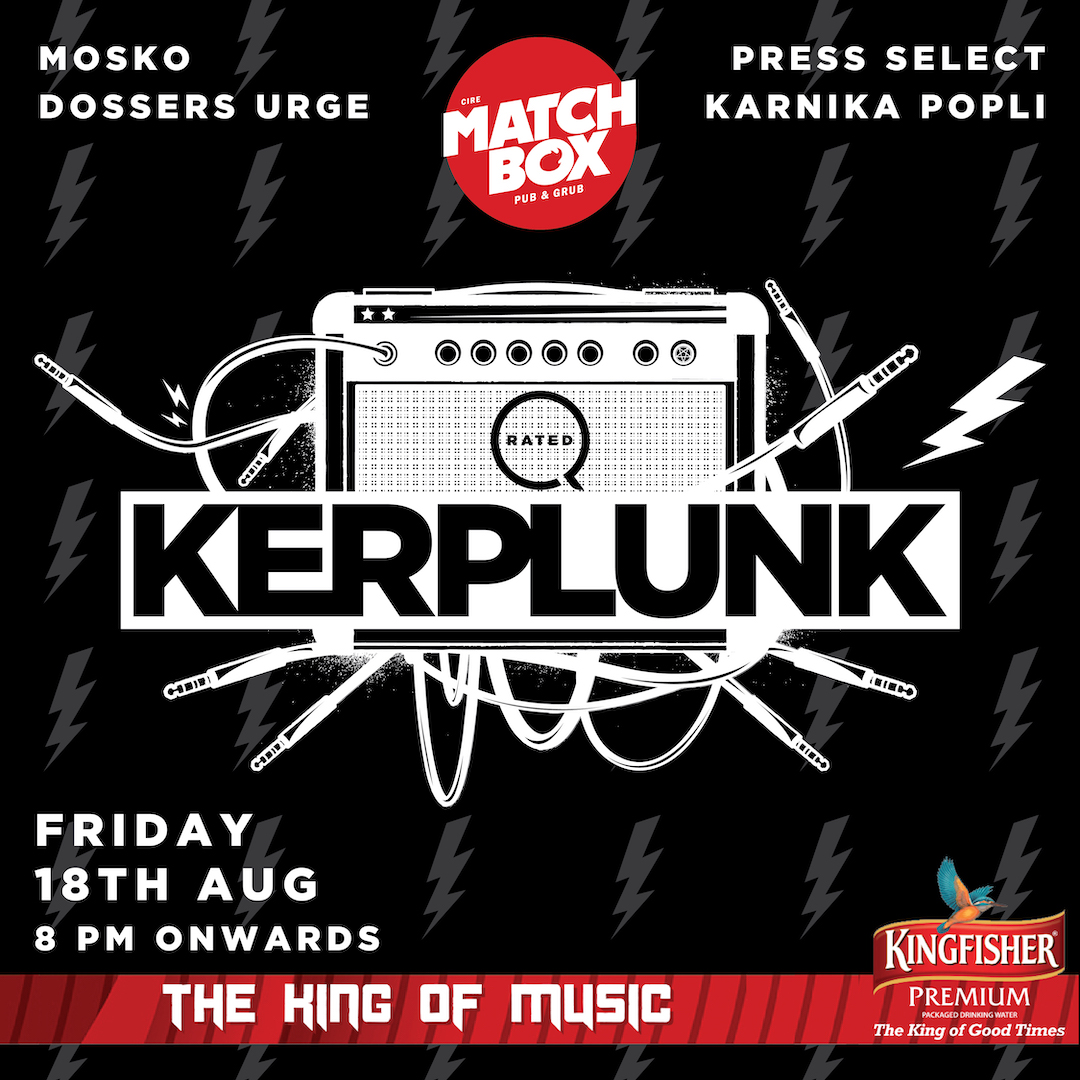 MOSKO
DOSSERS URGE
CIRE
MATCH
BOX
PUB & GRUB
PRESS SELECT
KARNIKA POPLI
RATED
KERPLUNK
FRIDAY
18TH AUG
8 PM ONWARDS
THE KING OF MUSIC
KINGFISHER®
PREMIUM
PACKAGED DRINKING WATER
The King of Good Times